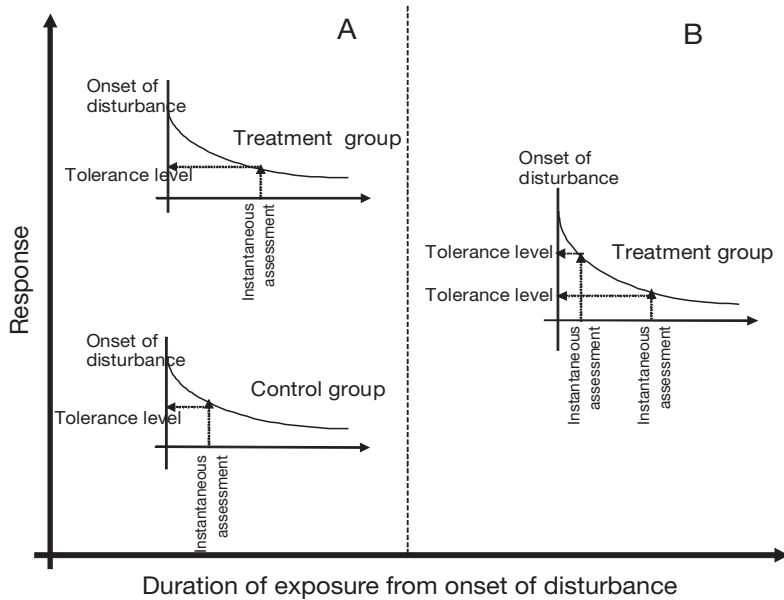 A
B
Onset of
disturbance
Treatment group
Tolerance level
Instantaneous
assessment
Onset of
disturbance
Control group
Tolerance level
Instantaneous
assessment
Onset of
disturbance
Tolerance level
Treatment group
Tolerance level
Instantaneous
assessment
Instantaneous
assessment
Response
Duration of exposure from onset of disturbance